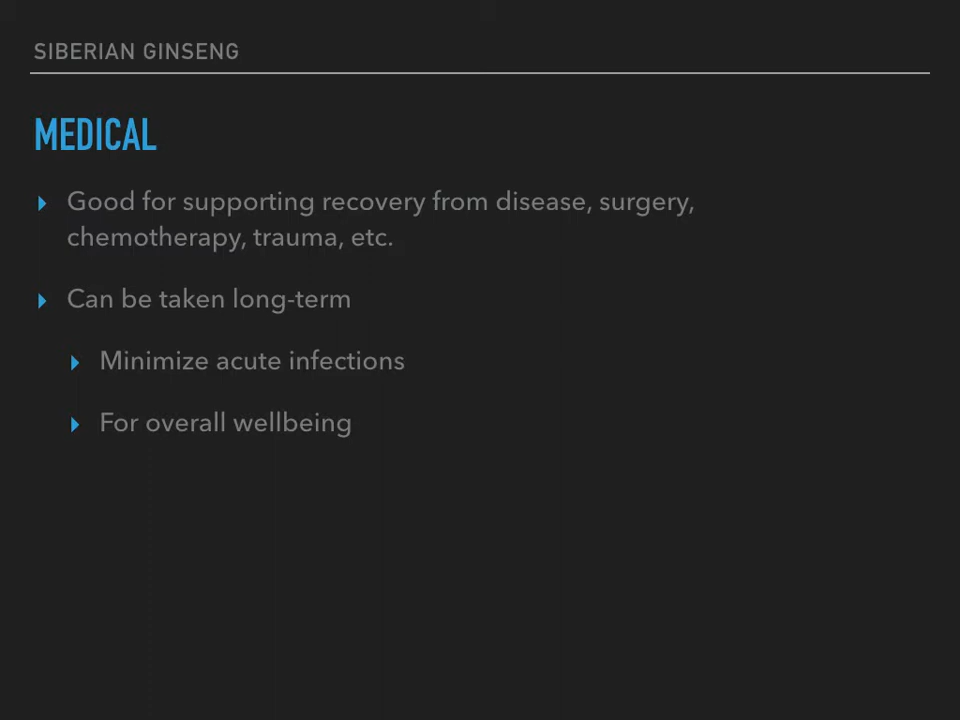 SIBERIAN GINSENG
MEDICAL
Good for supporting recovery from disease, surgery,
chemotherapy, trauma, etc.
Can be taken long-term
Minimize acute infections
For overall wellbeing